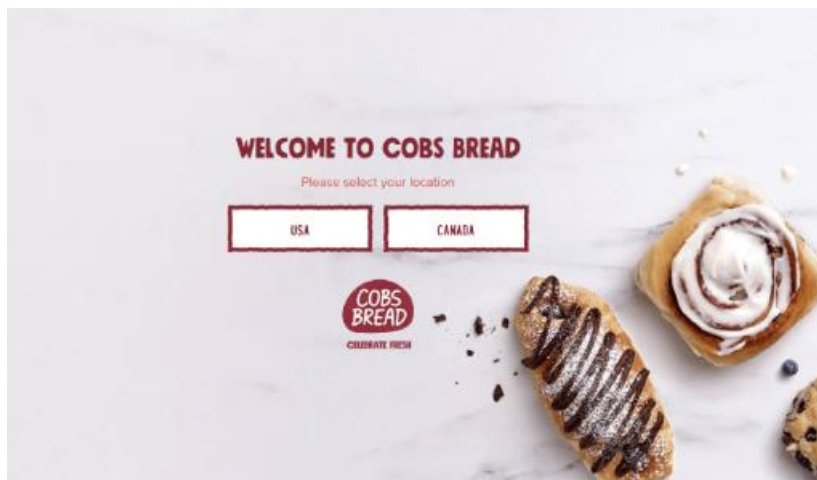 WELCOME TO COBS BREAD
Please select your location
USA
CANADA
COBS
BREAD
CELEBRATE FRESH